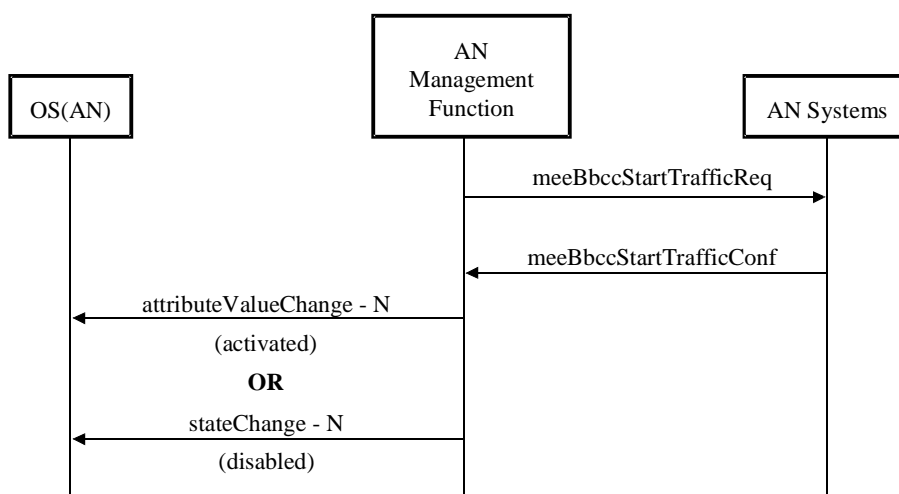 AN
Management
Function
OS(AN)
AN Systems
meeBbccStartTrafficReq
meeBbccStartTrafficConf
attributeValueChange - N
(activated)
OR
stateChange - N
(disabled)